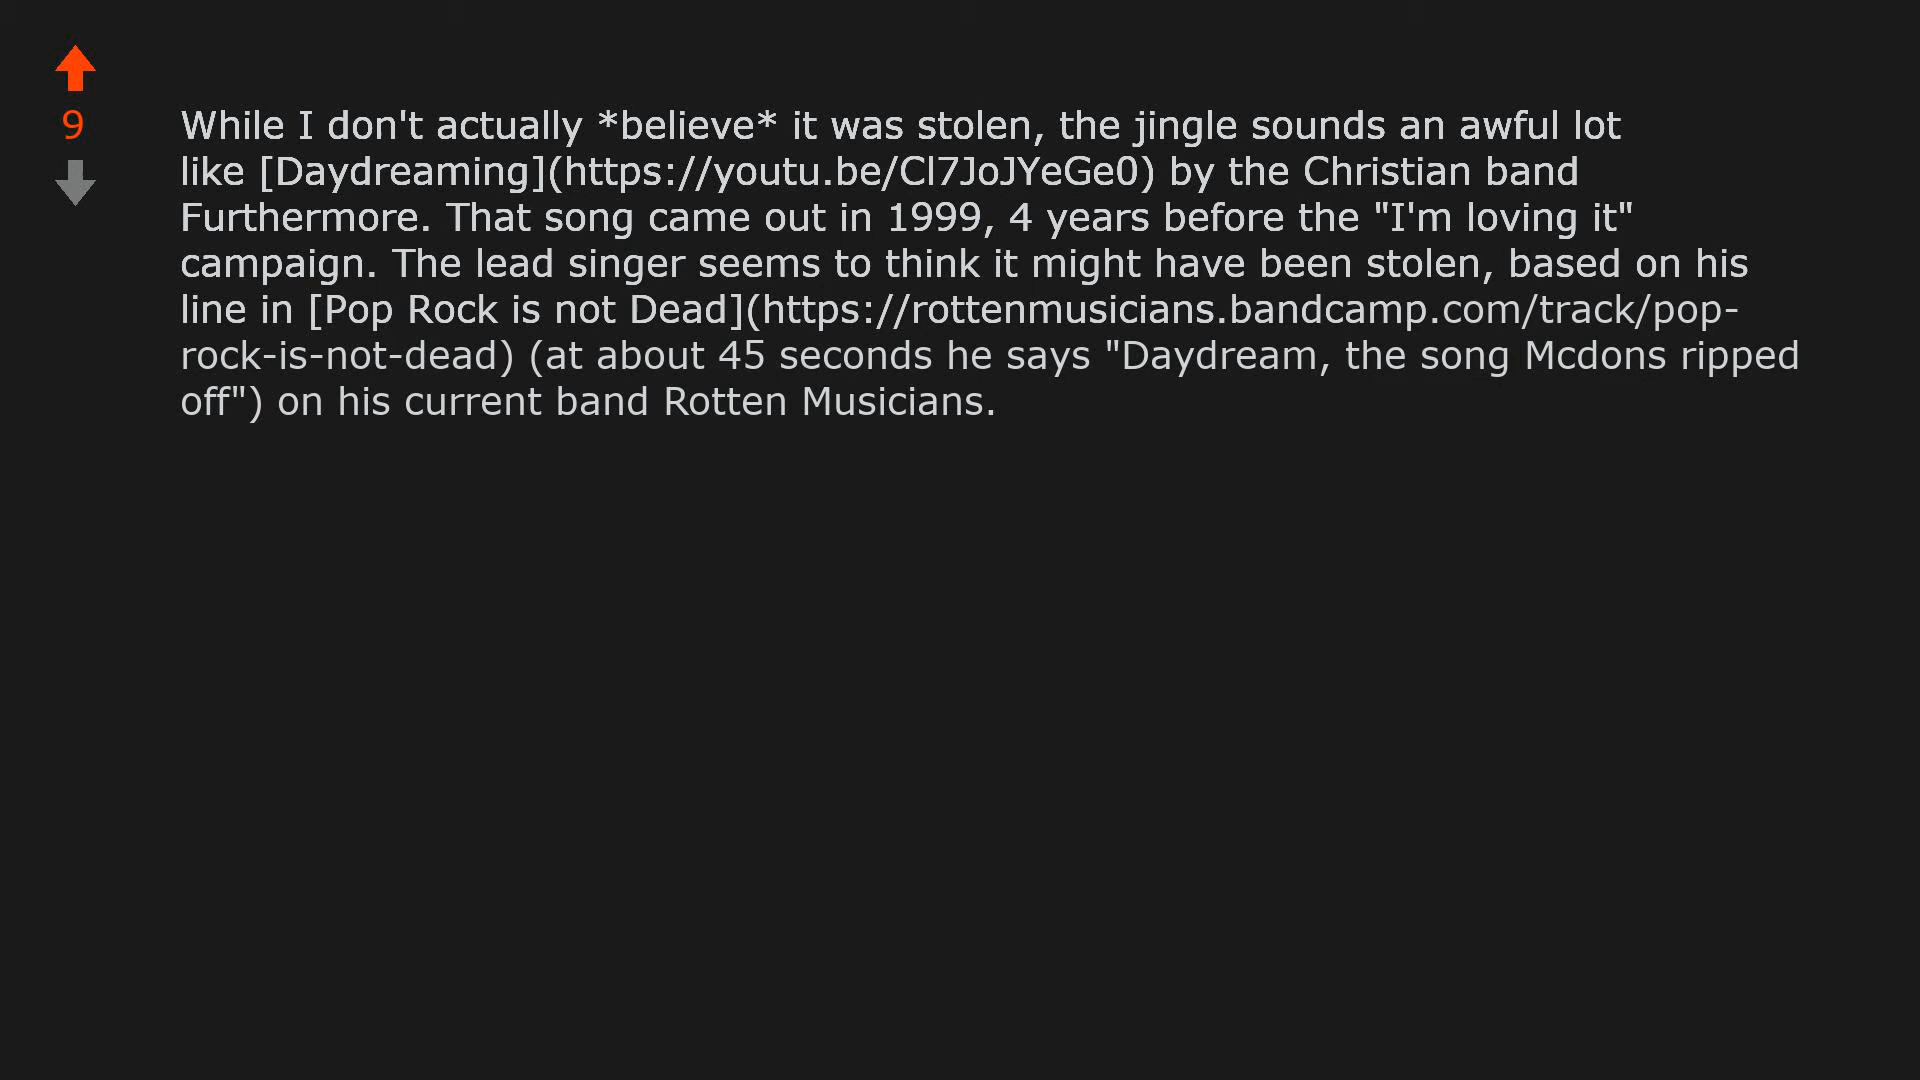 9
While I don't actually *believe* it was stolen, the jingle sounds an awful lot
like [Daydreaming](https://youtu.be/Cl7JoJYeGe0) by the Christian band
Furthermore. That song came out in 1999, 4 years before the "I'm loving it"
campaign. The lead singer seems to think it might have been stolen, based on his
line in [Pop Rock is not Dead](https://rottenmusicians.bandcamp.com/track/pop-
rock-is-not-dead) (at about 45 seconds he says "Daydream, the song Mcdons ripped
off") on his current band Rotten Musicians.